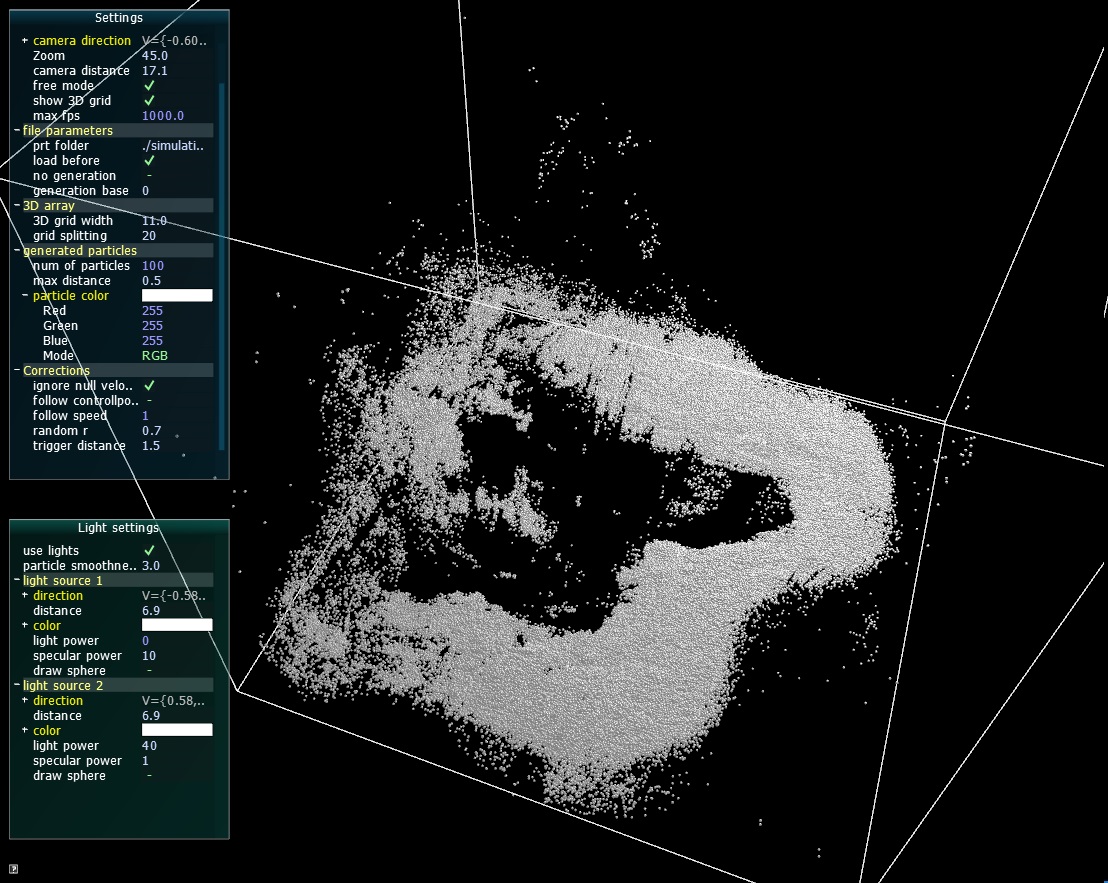 Settings
+ camera direction V={-0.60..
Zoom 45.0
camera distance 17.1
free mode ✓
show 3D grid ✓
max fps 1000.0
- file parameters
prt folder ./simulati..
load before ✓
no generation -
generation base 0
- 3D array
3D grid width 11.0
grid splitting 20
- generated particles
num of particles 100
max distance 0.5
- particle color
Red 255
Green 255
Blue 255
Mode RGB
- Corrections
ignore null velo.. ✓
follow controllpo.. -
follow speed 1
random r 0.7
trigger distance 1.5
Light settings
use lights ✓
particle smoothne.. 3.0
- light source 1
+ direction V={-0.58..
distance 6.9
+ color
light power 0
specular power 10
draw sphere -
- light source 2
+ direction V={0.58,..
distance 6.9
+ color
light power 40
specular power 1
draw sphere -
?